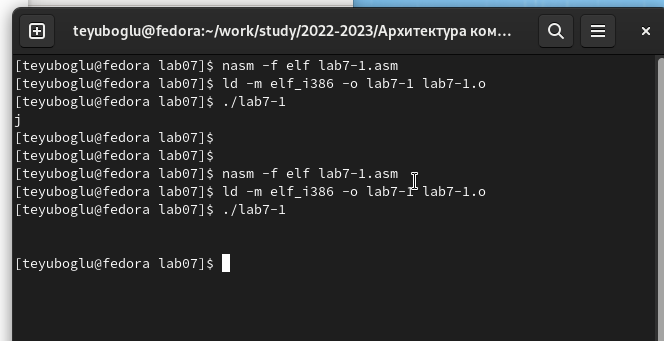 teyuboglu@fedora:~/work/study/2022-2023/Архитектура ком...
[teyuboglu@fedora lab07]$ nasm -f elf lab7-1.asm
[teyuboglu@fedora lab07]$ ld -m elf_i386 -o lab7-1 lab7-1.o
[teyuboglu@fedora lab07]$ ./lab7-1
j
[teyuboglu@fedora lab07]$
[teyuboglu@fedora lab07]$
[teyuboglu@fedora lab07]$ nasm -f elf lab7-1.asm
[teyuboglu@fedora lab07]$ ld -m elf_i386 -o lab7-1 lab7-1.o
[teyuboglu@fedora lab07]$ ./lab7-1
[teyuboglu@fedora lab07]$